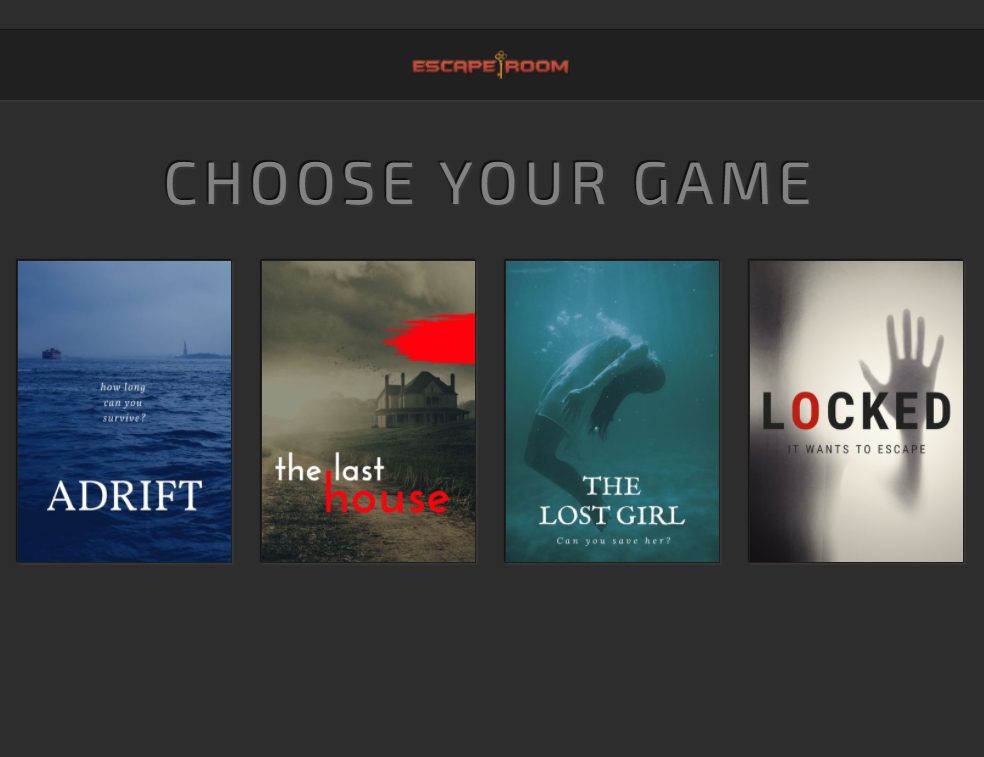 ESCAPE ROOM
CHOOSE YOUR GAME
how long
can you
survive?
ADRIFT
the last
house
THE
LOST GIRL
Can you save her?
LOCKED
IT WANTS TO ESCAPE